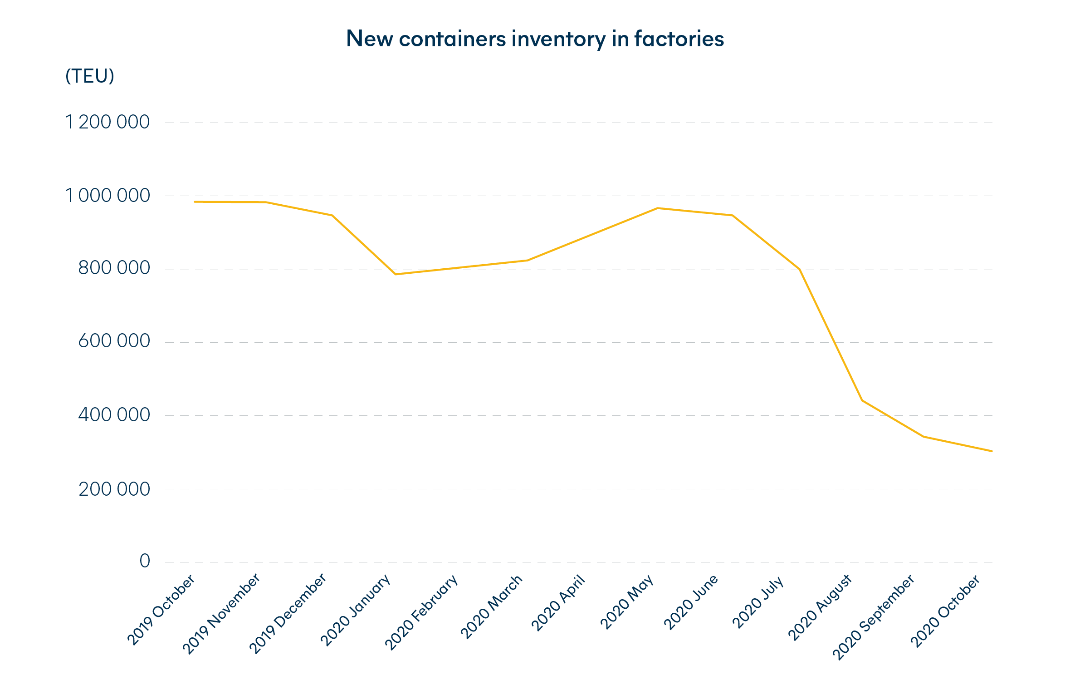 New containers inventory in factories
(TEU)
1 200 000
1 000 000
800 000
600 000
400 000
200 000
0
2019 October
2019 November
2019 December
2020 January
2020 February
2020 March
2020 April
2020 May
2020 June
2020 July
2020 August
2020 September
2020 October